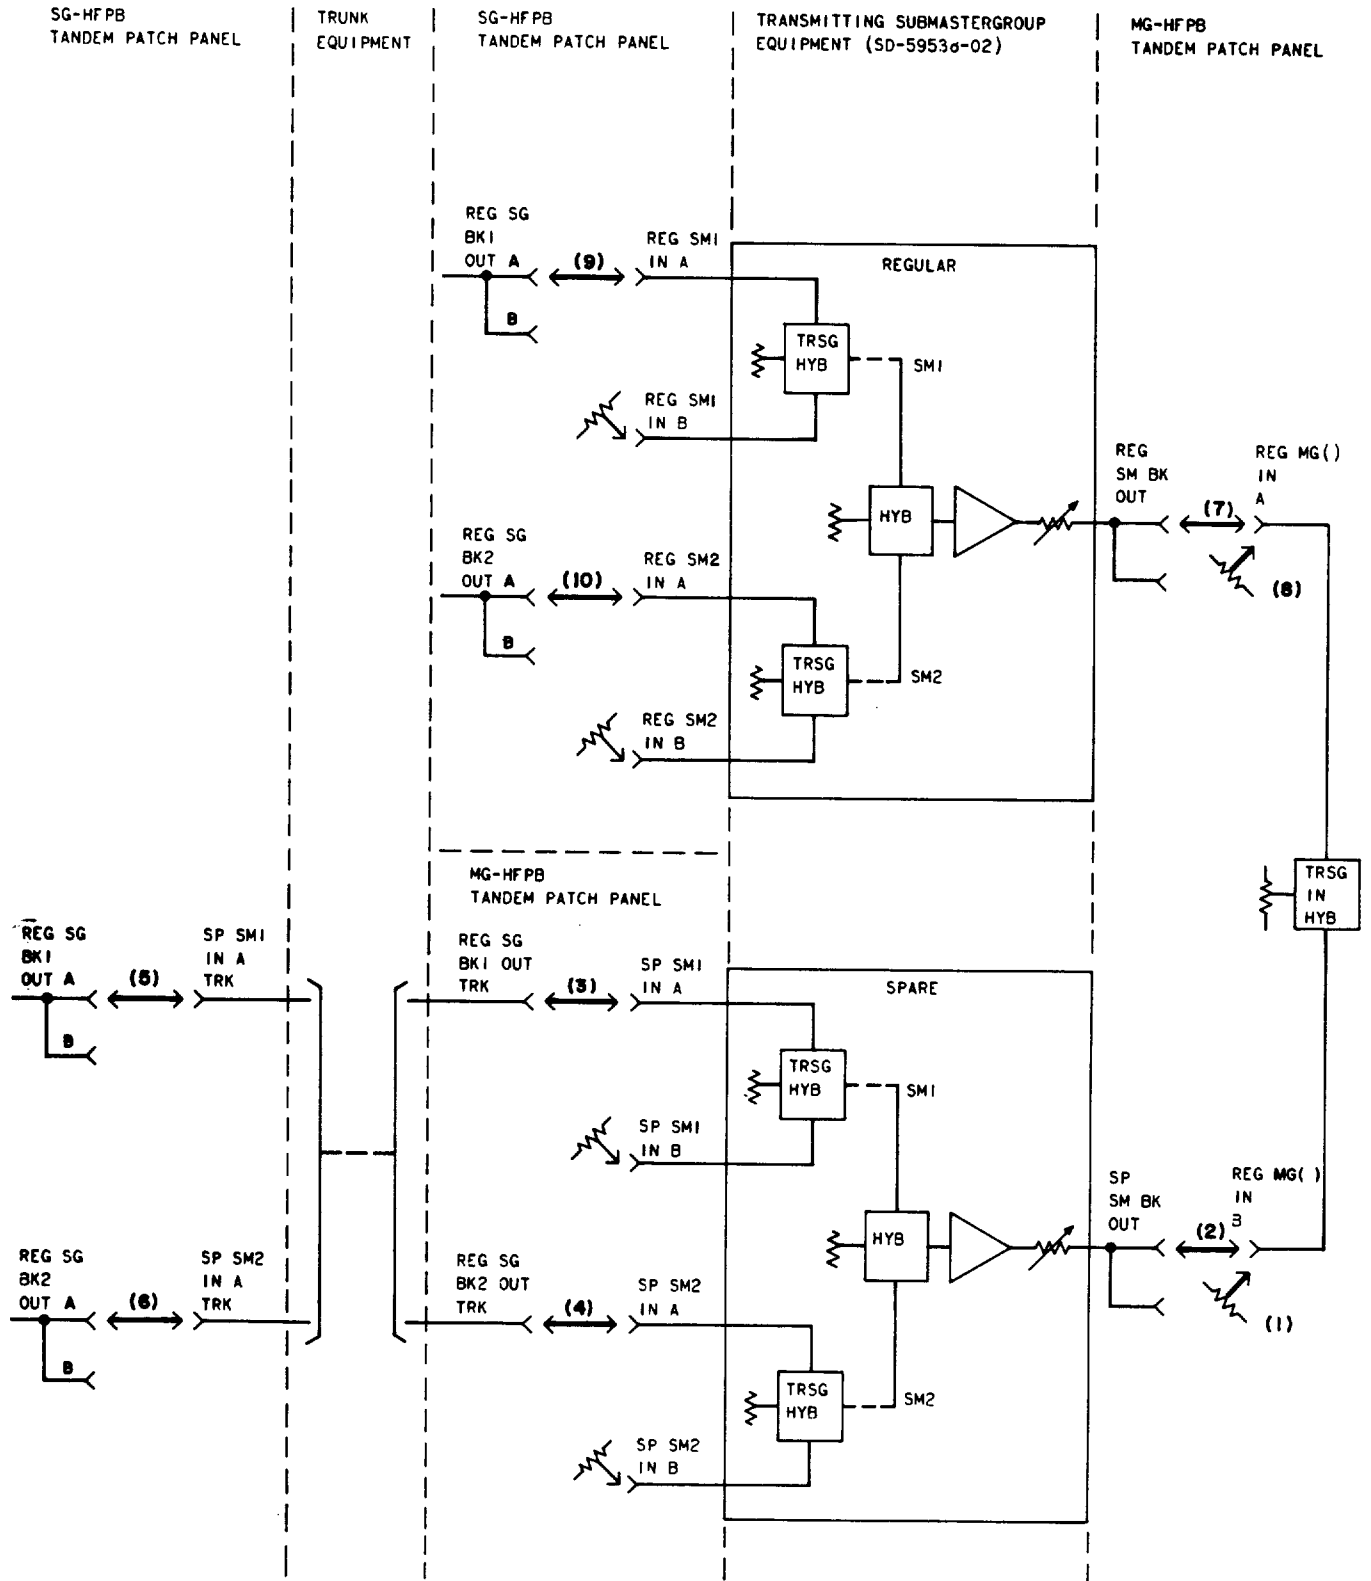 SG-HFPB
TANDEM PATCH PANEL
TRUNK
EQUIPMENT
SG-HFPB
TANDEM PATCH PANEL
TRANSMITTING SUBMASTERGROUP
EQUIPMENT (SD-59536-02)
MG-HFPB
TANDEM PATCH PANEL
REG SG
BK1
OUT A
(9)
REG SM1
IN A
B
REGULAR
TRSG
HYB
SM1
REG SM1
IN B
REG SG
BK2
OUT A
(10)
REG SM2
IN A
B
HYB
TRSG
HYB
SM2
REG SM2
IN B
REG
SM BK
OUT
(7)
REG MG()
IN
A
(8)
TRSG
IN
HYB
MG-HFPB
TANDEM PATCH PANEL
REG SG
BK1
OUT A
(5)
SP SM1
IN A
TRK
B
REG SG
BK1 OUT
TRK
(3)
SP SM1
IN A
SPARE
TRSG
HYB
SM1
SP SM1
IN B
REG SG
BK2
OUT A
(6)
SP SM2
IN A
TRK
B
REG SG
BK2 OUT
TRK
(4)
SP SM2
IN A
HYB
TRSG
HYB
SM2
SP SM2
IN B
SP
SM BK
OUT
(2)
REG MG( )
IN
B
(1)